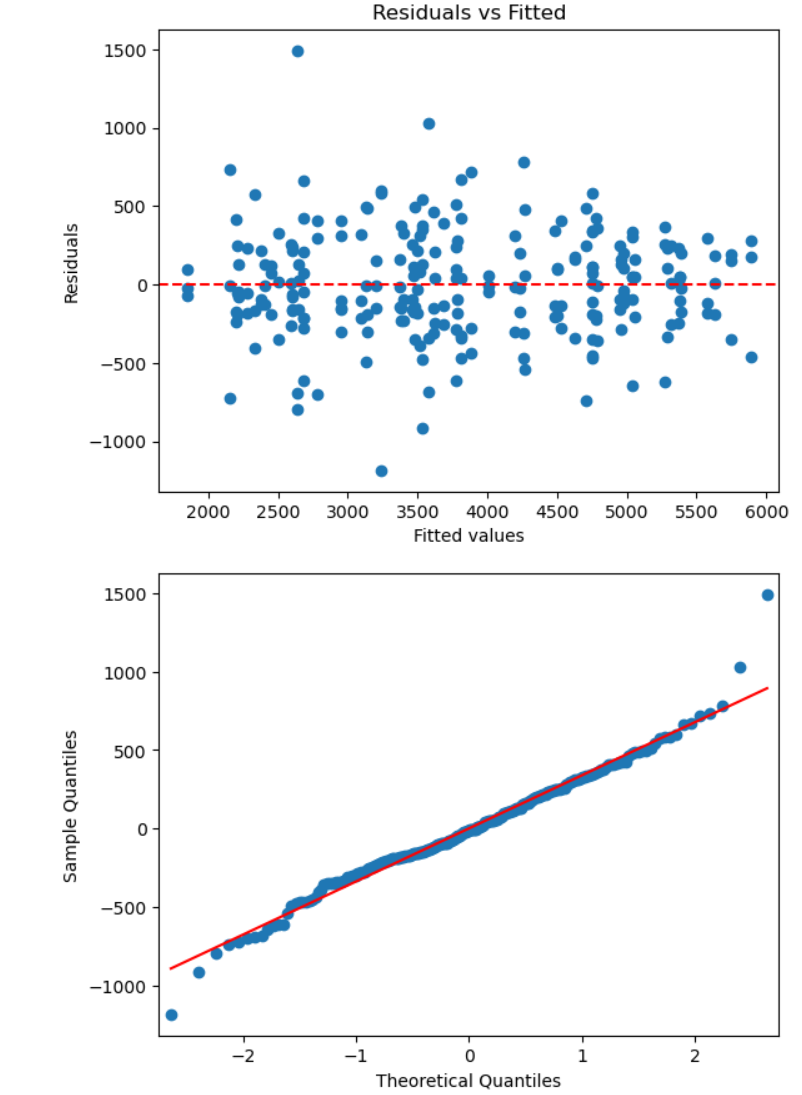 Residuals vs Fitted
1500
1000
500
0
−500
−1000
Residuals
2000 2500 3000 3500 4000 4500 5000 5500 6000
Fitted values
1500
1000
500
0
−500
−1000
Sample Quantiles
−2 −1 0 1 2
Theoretical Quantiles